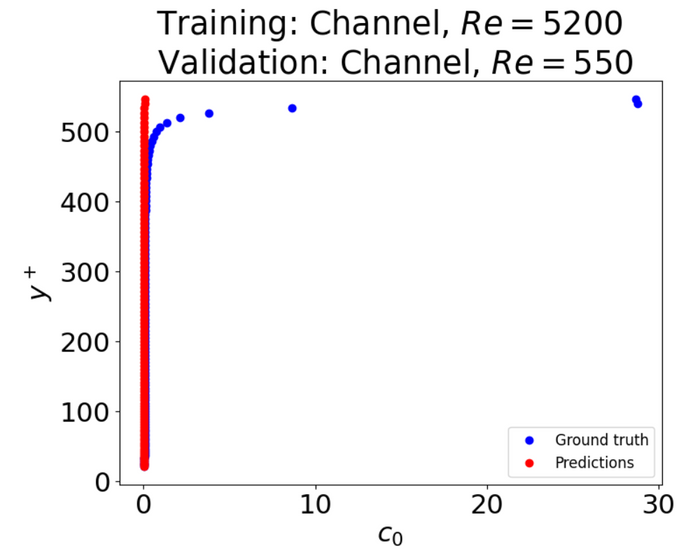 Training: Channel, Re = 5200
Validation: Channel, Re = 550
500
400
300
200
100
0
y⁺
Ground truth
Predictions
0 10 20 30
c₀